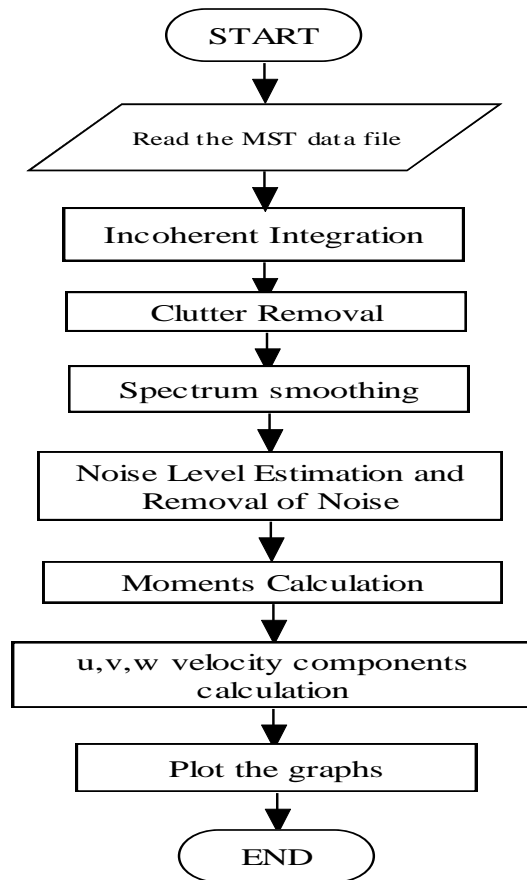 START
Read the MST data file
Incoherent Integration
Clutter Removal
Spectrum smoothing
Noise Level Estimation and
Removal of Noise
Moments Calculation
u,v,w velocity components
calculation
Plot the graphs
END